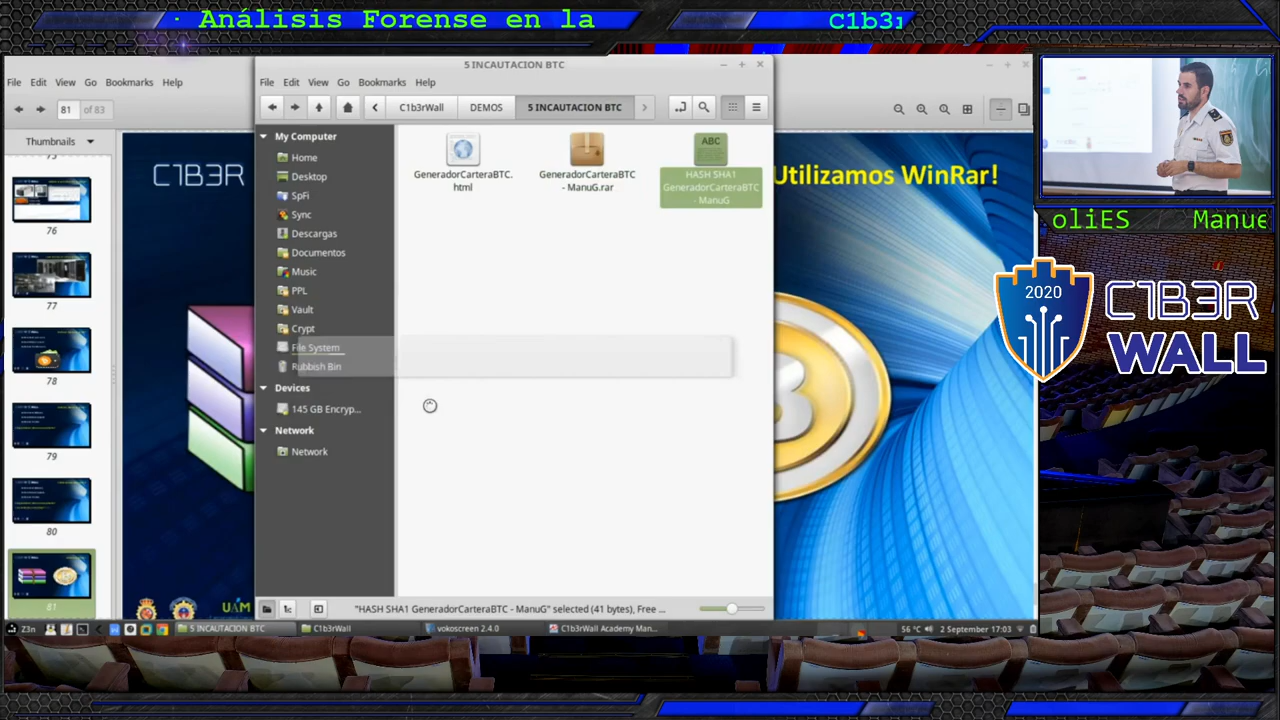 · Análisis Forense en la
C1b3r
File Edit View Go Bookmarks Help
81 of 83
Thumbnails
75
76
77
78
79
80
81
5 INCAUTACION BTC
File Edit View Go Bookmarks Help
C1b3rWall DEMOS 5 INCAUTACION BTC
My Computer
Home
Desktop
SpFi
Sync
Descargas
Documentos
Music
PPL
Vault
Crypt
File System
Rubbish Bin
Devices
145 GB Encryp...
Network
Network
GeneradorCarteraBTC.
html
GeneradorCarteraBTC
- ManuG.rar
ABC
HASH SHA1
GeneradorCarteraBTC
- ManuG
"HASH SHA1 GeneradorCarteraBTC - ManuG" selected (41 bytes), Free ...
C1B3R
Utilizamos WinRar!
UAM
Z3n
5 INCAUTACION BTC
C1b3rWall
vokoscreen 2.4.0
C1b3rWall Academy Man...
56 °C
2 September 17:03
oliES Manue
2020
C1B3R
WALL